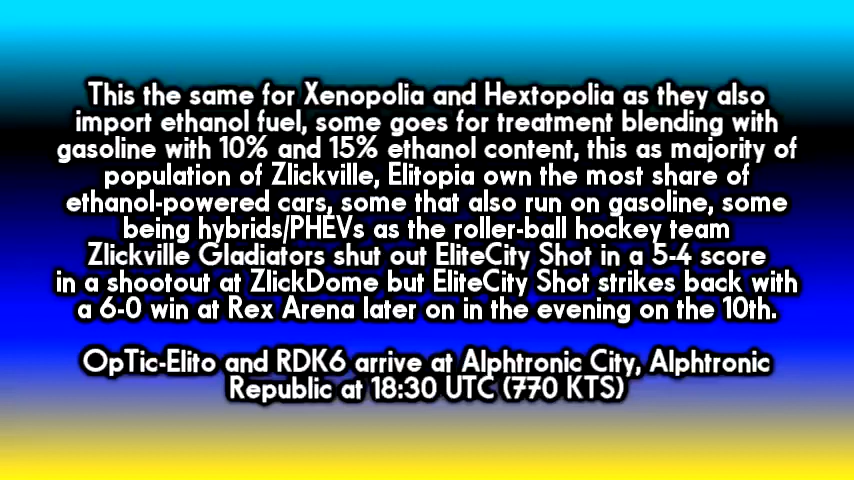 This the same for Xenopolia and Hextopolia as they also
import ethanol fuel, some goes for treatment blending with
gasoline with 10% and 15% ethanol content, this as majority of
population of Zlickville, Elitopia own the most share of
ethanol-powered cars, some that also run on gasoline, some
being hybrids/PHEVs as the roller-ball hockey team
Zlickville Gladiators shut out EliteCity Shot in a 5-4 score
in a shootout at ZlickDome but EliteCity Shot strikes back with
a 6-0 win at Rex Arena later on in the evening on the 10th.
OpTic-Elito and RDK6 arrive at Alphtronic City, Alphtronic
Republic at 18:30 UTC (770 KTS)